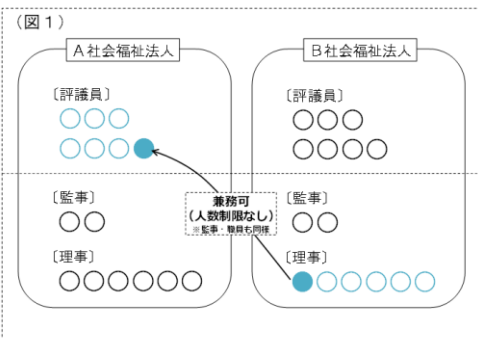 （図１）
Ａ社会福祉法人
Ｂ社会福祉法人
〔評議員〕
〔評議員〕
〔監事〕
兼務可
（人数制限なし）
※監事・職員も同様
〔監事〕
〔理事〕
〔理事〕